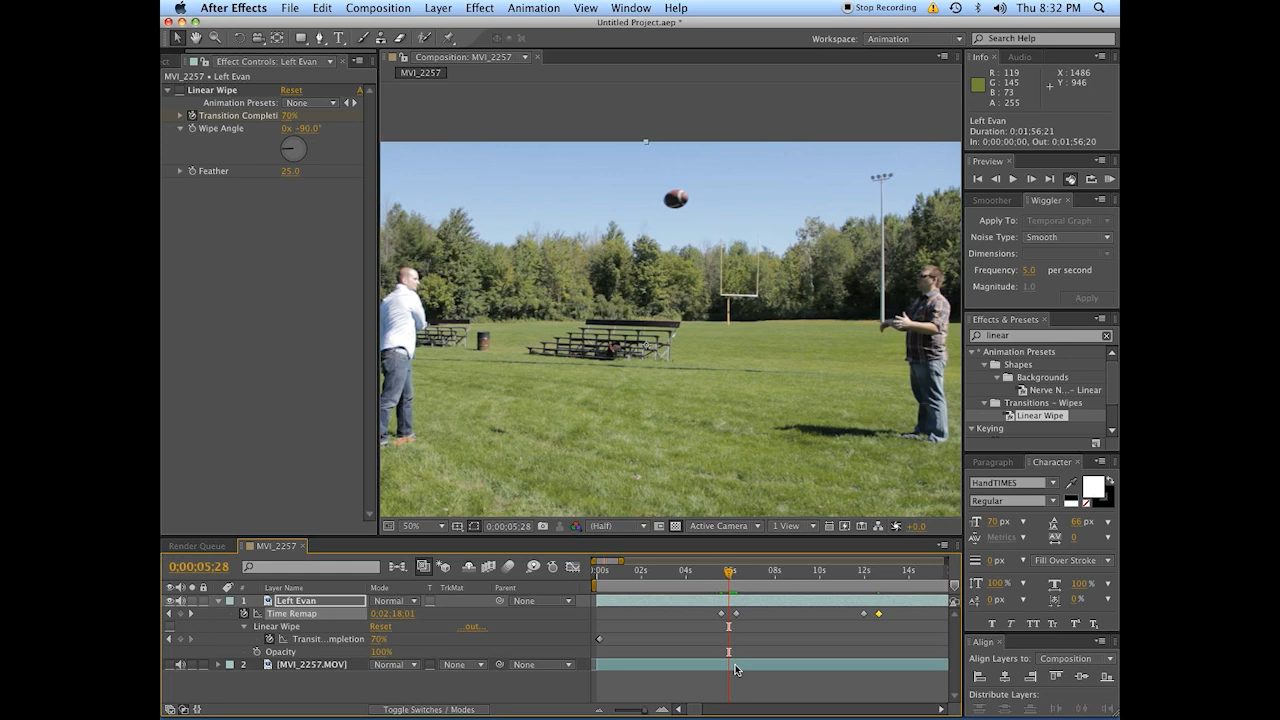 After Effects File Edit Composition Layer Effect Animation View Window Help Stop Recording Thu 8:32 PM
Untitled Project.aep *
Workspace: Animation Search Help
Effect Controls: Left Evan
Composition: MVI_2257
Info Audio
MVI_2257 • Left Evan
MVI_2257
R: 119 X: 1486
G: 145 Y: 946
B: 73
A: 255
Linear Wipe Reset A
Animation Presets: None
Transition Completi 70%
Wipe Angle 0x -90.0°
Feather 25.0
Left Evan
Duration: 0;01;56;21
In: 0;00;00;00, Out: 0;01;56;20
Preview
Smoother Wiggler
Apply To: Temporal Graph
Noise Type: Smooth
Dimensions:
Frequency: 5.0 per second
Magnitude: 1.0
Apply
Effects & Presets
linear
* Animation Presets
Shapes
Backgrounds
Nerve N...– Linear
Transitions – Wipes
Linear Wipe
Keying
Paragraph Character
HandTIMES
Regular
70 px 66 px
Metrics 0
0 px Fill Over Stroke
100% 100%
0 px 0 %
T T TT Tt T¹ T₁
Align
Align Layers to: Composition
Distribute Layers:
50% 0;00;05;28 (Half) Active Camera 1 View +0.0
Render Queue MVI_2257
0;00;05;28
:00s 02s 04s 06s 08s 10s 12s 14s
# Layer Name Mode T TrkMat Parent
1 Left Evan Normal None
Time Remap 0;02;18;01
Linear Wipe Reset ...out...
Transit...mpletion 70%
Opacity 100%
2 [MVI_2257.MOV] Normal None None
Toggle Switches / Modes